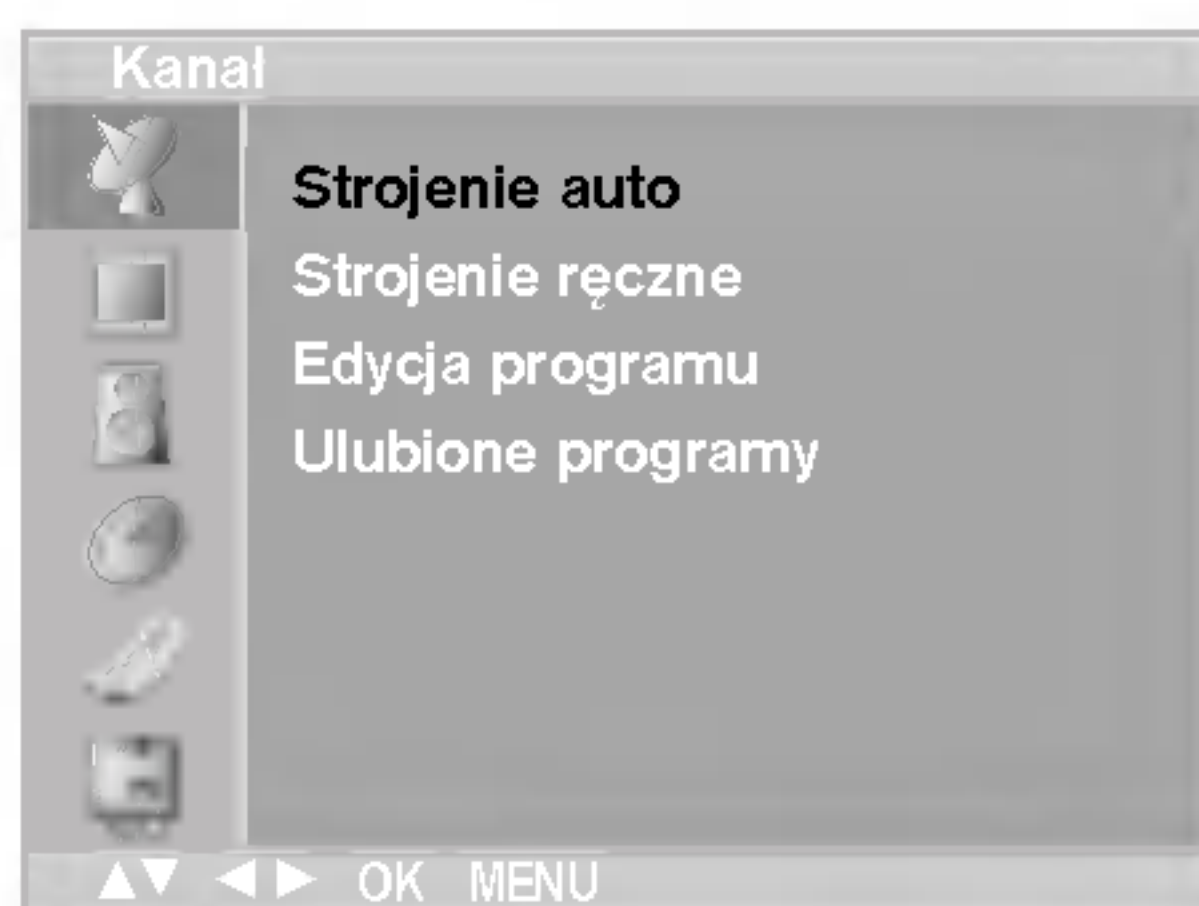 Kanał
Strojenie auto
Strojenie ręczne
Edycja programu
Ulubione programy
▲▼ ◄► OK MENU